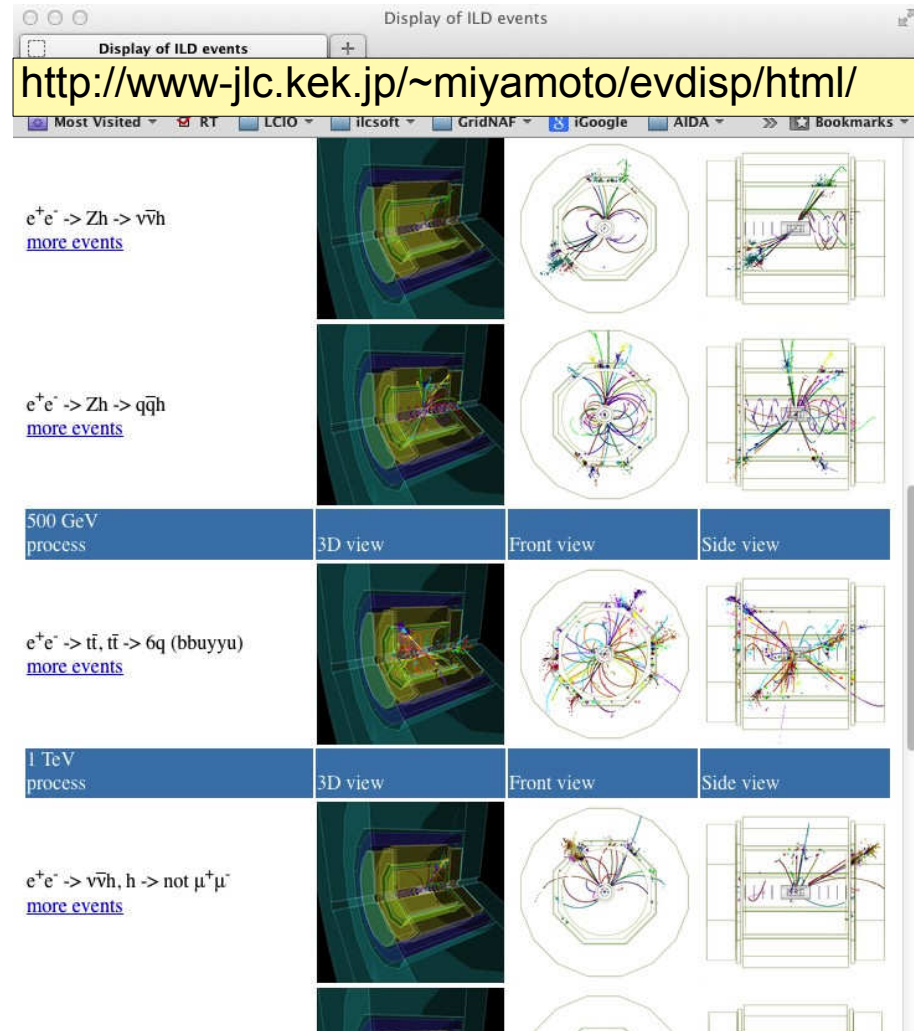 Display of ILD events
Display of ILD events +
http://www-jlc.kek.jp/~miyamoto/evdisp/html/
Most Visited RT LCIO ilcsoft GridNAF iGoogle AIDA >> Bookmarks
e⁺e⁻ -> Zh -> νν̅h
more events
e⁺e⁻ -> Zh -> qq̅h
more events
500 GeV
process 3D view Front view Side view
e⁺e⁻ -> tt̅, tt̅ -> 6q (bbuyyu)
more events
1 TeV
process 3D view Front view Side view
e⁺e⁻ -> νν̅h, h -> not μ⁺μ⁻
more events